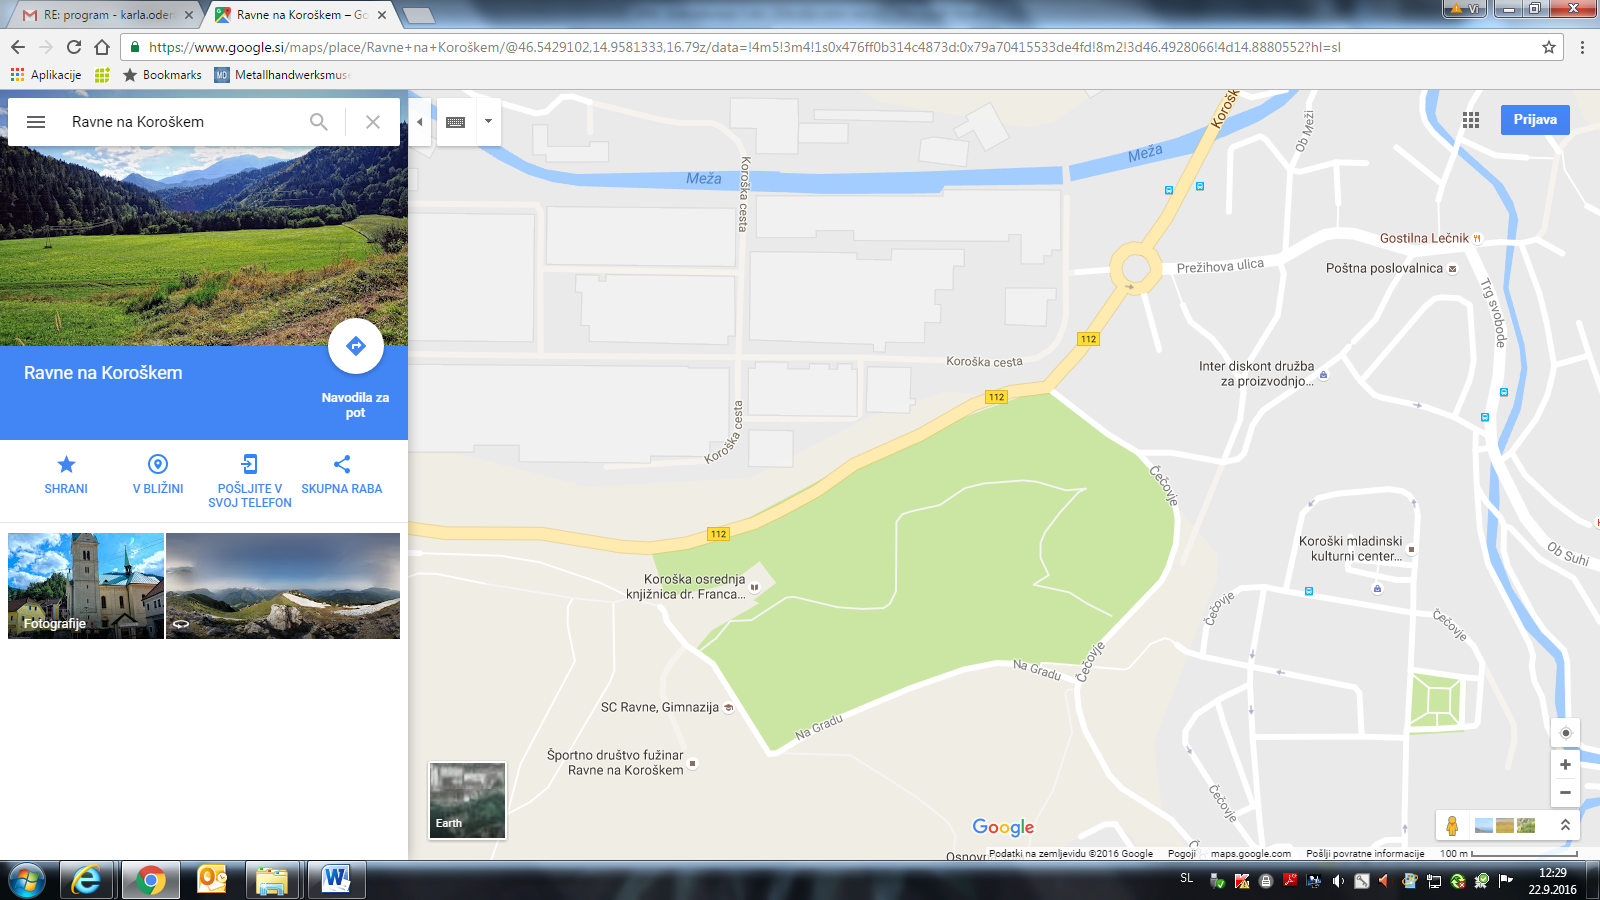 RE: program - karla.oderl
Ravne na Koroškem – Go
Vi
https://www.google.si/maps/place/Ravne+na+Koroškem/@46.5429102,14.9581333,16.79z/data=!4m5!3m4!1s0x476ff0b314c4873d:0x79a70415533de4fd!8m2!3d46.4928066!4d14.8880552?hl=sl
Aplikacije
Bookmarks
Metallhandwerksmuse
Ravne na Koroškem
Ravne na Koroškem
Navodila za
pot
SHRANI
V BLIŽINI
POŠLJITE V
SVOJ TELEFON
SKUPNA RABA
Fotografije
Prijava
Meža
Meža
Koroška cesta
Korošk
Ob Meži
Gostilna Lečnik
Prežihova ulica
Poštna poslovalnica
Trg svobode
112
Koroška cesta
Inter diskont družba
za proizvodnjo...
112
Koroška cesta
Čečovje
112
Koroški mladinski
kulturni center...
Ob Suhi
Koroška osrednja
knjižnica dr. Franca...
Čečovje
Čečovje
Čečovje
Na Gradu
SC Ravne, Gimnazija
Na Gradu
Športno društvo fužinar
Ravne na Koroškem
Čečovje
Earth
Google
Osnov
Podatki na zemljevidu ©2016 Google
Pogoji
maps.google.com
Pošlji povratne informacije
100 m
SL
12:29
22.9.2016